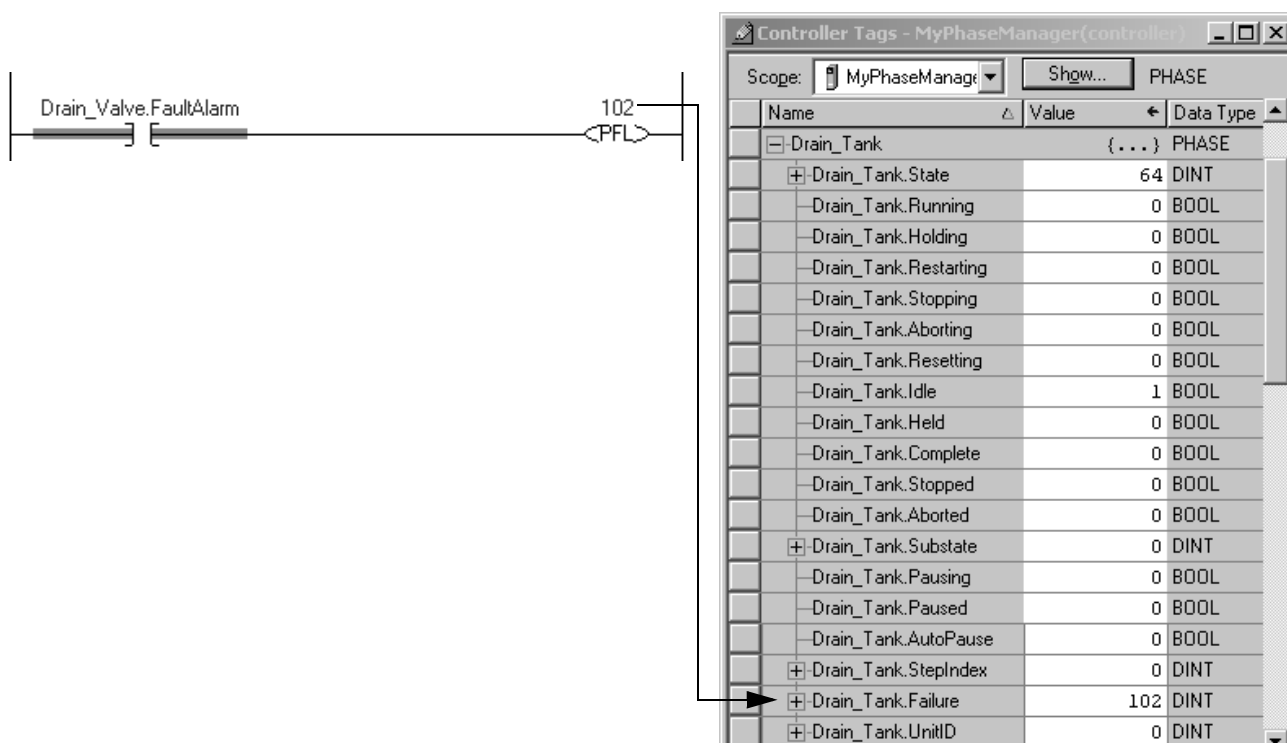 Drain_Valve.FaultAlarm
102
PFL
Controller Tags - MyPhaseManager(controller)
Scope: MyPhaseManage Show... PHASE
Name Value Data Type
Drain_Tank {...} PHASE
Drain_Tank.State 64 DINT
Drain_Tank.Running 0 BOOL
Drain_Tank.Holding 0 BOOL
Drain_Tank.Restarting 0 BOOL
Drain_Tank.Stopping 0 BOOL
Drain_Tank.Aborting 0 BOOL
Drain_Tank.Resetting 0 BOOL
Drain_Tank.Idle 1 BOOL
Drain_Tank.Held 0 BOOL
Drain_Tank.Complete 0 BOOL
Drain_Tank.Stopped 0 BOOL
Drain_Tank.Aborted 0 BOOL
Drain_Tank.Substate 0 DINT
Drain_Tank.Pausing 0 BOOL
Drain_Tank.Paused 0 BOOL
Drain_Tank.AutoPause 0 BOOL
Drain_Tank.StepIndex 0 DINT
Drain_Tank.Failure 102 DINT
Drain_Tank.UnitID 0 DINT